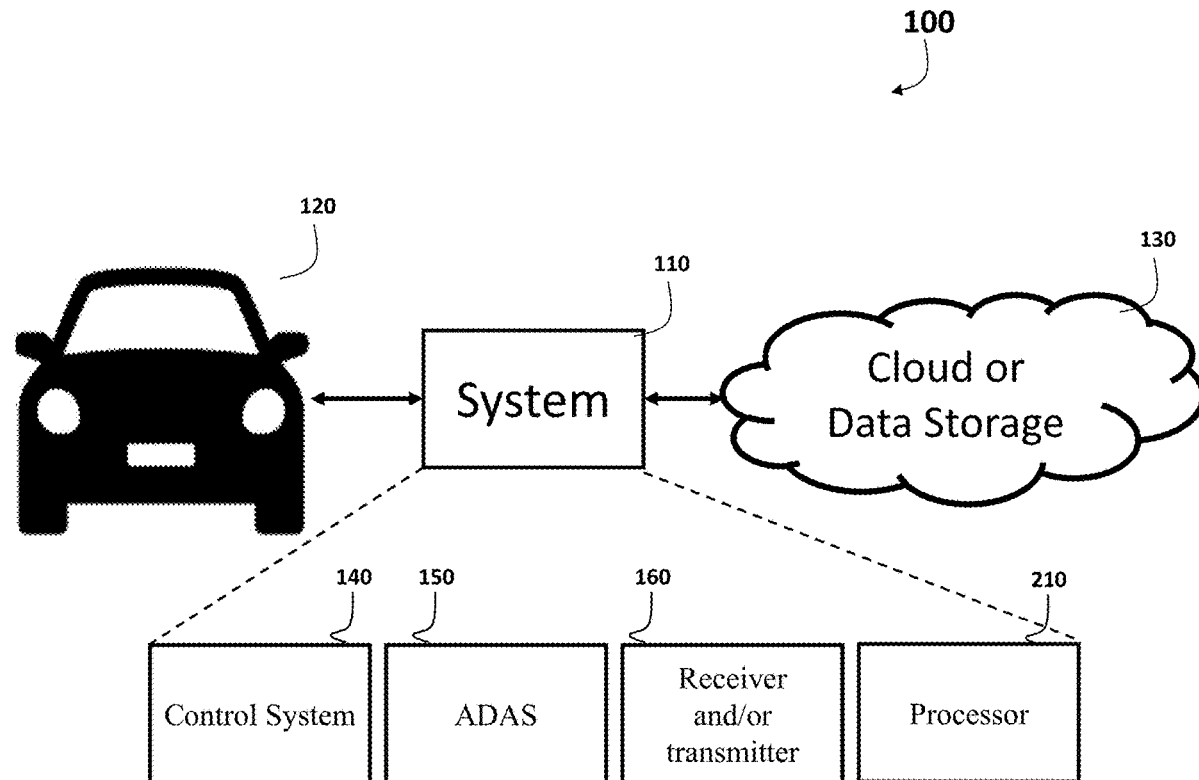 100
120
110
130
System
Cloud or
Data Storage
140
150
160
210
Control System
ADAS
Receiver
and/or
transmitter
Processor